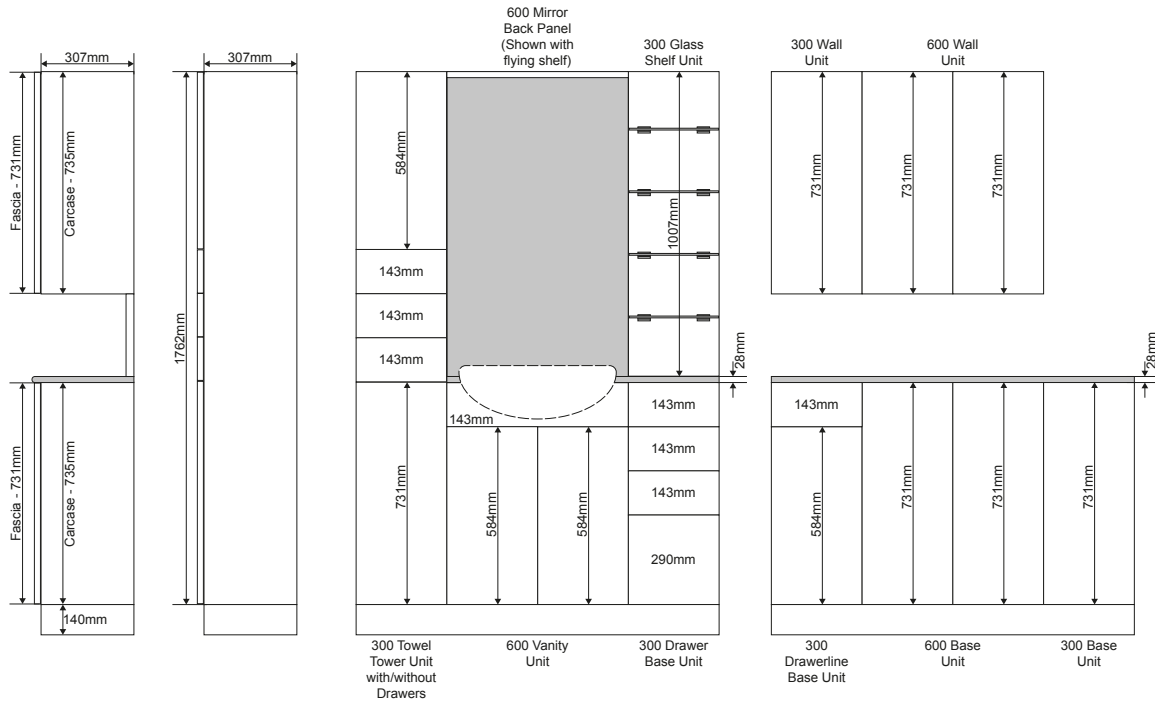 600 Mirror
Back Panel
(Shown with
flying shelf)
300 Glass
Shelf Unit
300 Wall
Unit
600 Wall
Unit
307mm
307mm
Fascia - 731mm
Carcase - 735mm
1762mm
584mm
143mm
143mm
143mm
1007mm
28mm
731mm
731mm
731mm
28mm
Fascia - 731mm
Carcase - 735mm
140mm
731mm
143mm
584mm
584mm
143mm
143mm
143mm
290mm
143mm
584mm
731mm
731mm
731mm
300 Towel
Tower Unit
with/without
Drawers
600 Vanity
Unit
300 Drawer
Base Unit
300
Drawerline
Base Unit
600 Base
Unit
300 Base
Unit